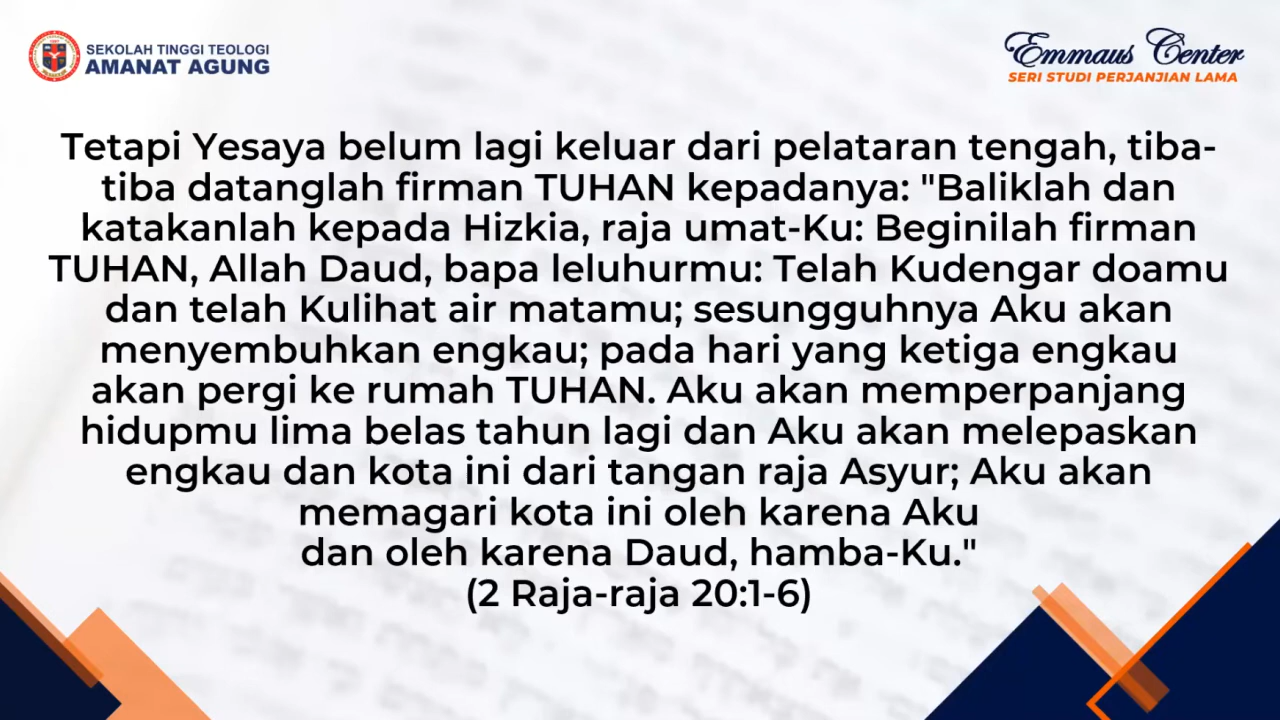 SEKOLAH TINGGI TEOLOGI
AMANAT AGUNG
Emmaus Center
SERI STUDI PERJANJIAN LAMA
Tetapi Yesaya belum lagi keluar dari pelataran tengah, tiba-
tiba datanglah firman TUHAN kepadanya: "Baliklah dan
katakanlah kepada Hizkia, raja umat-Ku: Beginilah firman
TUHAN, Allah Daud, bapa leluhurmu: Telah Kudengar doamu
dan telah Kulihat air matamu; sesungguhnya Aku akan
menyembuhkan engkau; pada hari yang ketiga engkau
akan pergi ke rumah TUHAN. Aku akan memperpanjang
hidupmu lima belas tahun lagi dan Aku akan melepaskan
engkau dan kota ini dari tangan raja Asyur; Aku akan
memagari kota ini oleh karena Aku
dan oleh karena Daud, hamba-Ku."
(2 Raja-raja 20:1-6)